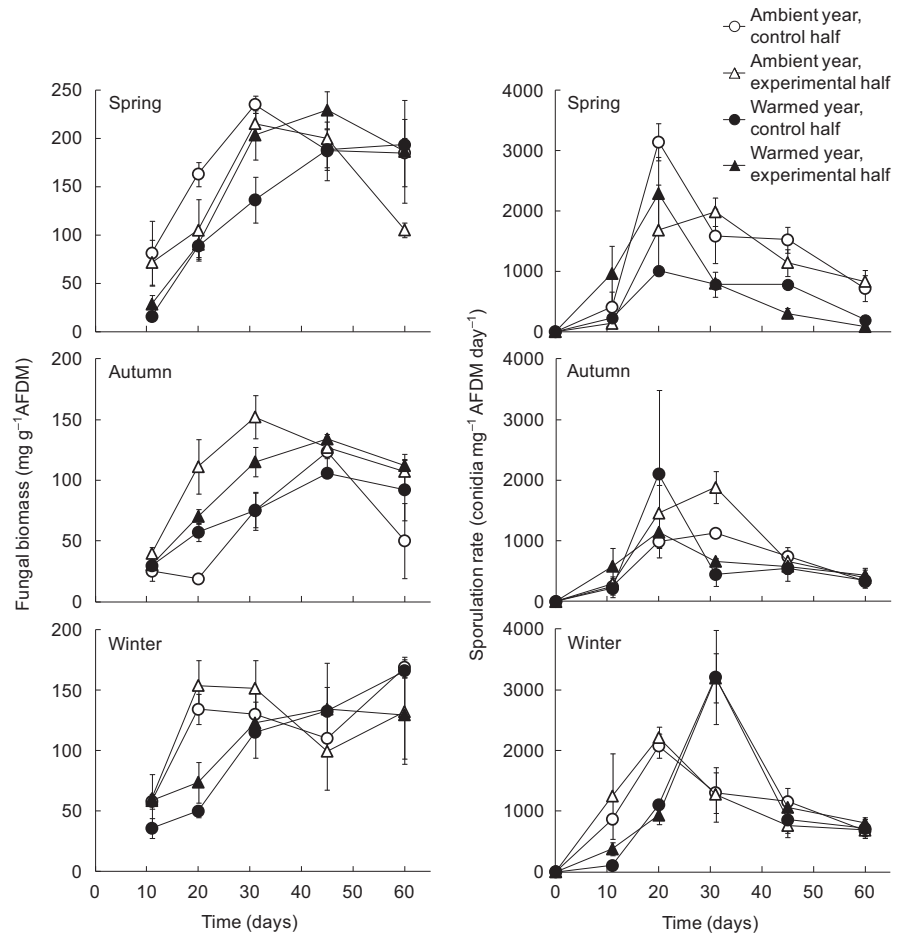 Ambient year,
control half
Ambient year,
experimental half
Warmed year,
control half
Warmed year,
experimental half
Fungal biomass (mg g⁻¹AFDM)
Spring
250
200
150
100
50
0
Autumn
200
150
100
50
0
Winter
200
150
100
50
0
0 10 20 30 40 50 60
Time (days)
Sporulation rate (conidia mg⁻¹ AFDM day⁻¹)
Spring
4000
3000
2000
1000
0
Autumn
4000
3000
2000
1000
0
Winter
4000
3000
2000
1000
0
0 10 20 30 40 50 60
Time (days)